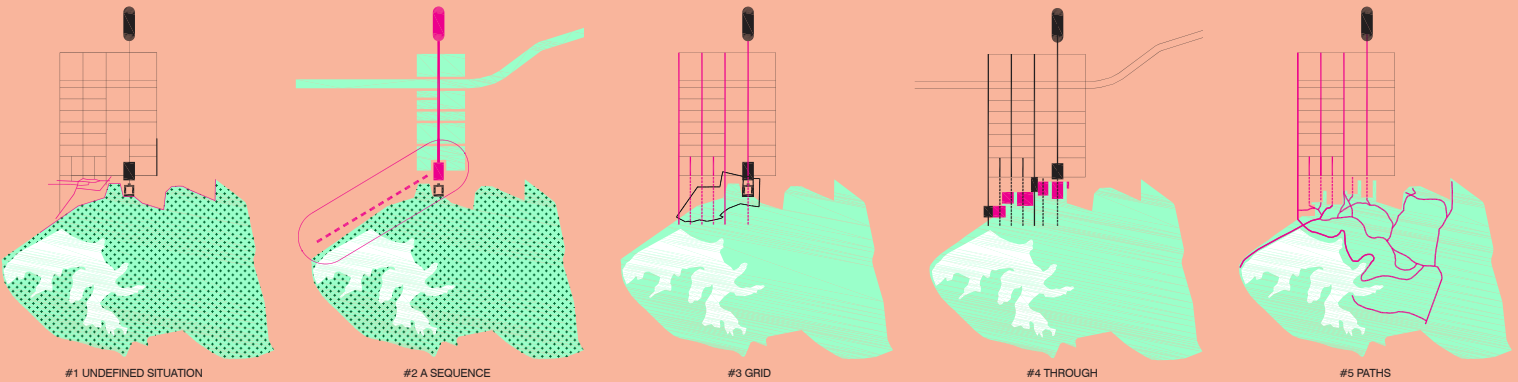 #1 UNDEFINED SITUATION
#2 A SEQUENCE
#3 GRID
#4 THROUGH
#5 PATHS